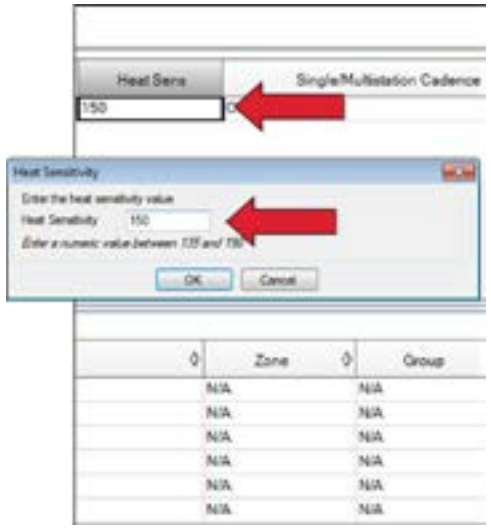 Heat Sens Single/Multistation Cadence
150
Heat Sensitivity
Enter the heat sensitivity value
Heat Sensitivity 150
Enter a numeric value between 135 and
OK Cancel
Zone Group
N/A N/A
N/A N/A
N/A N/A
N/A N/A
N/A N/A
N/A N/A